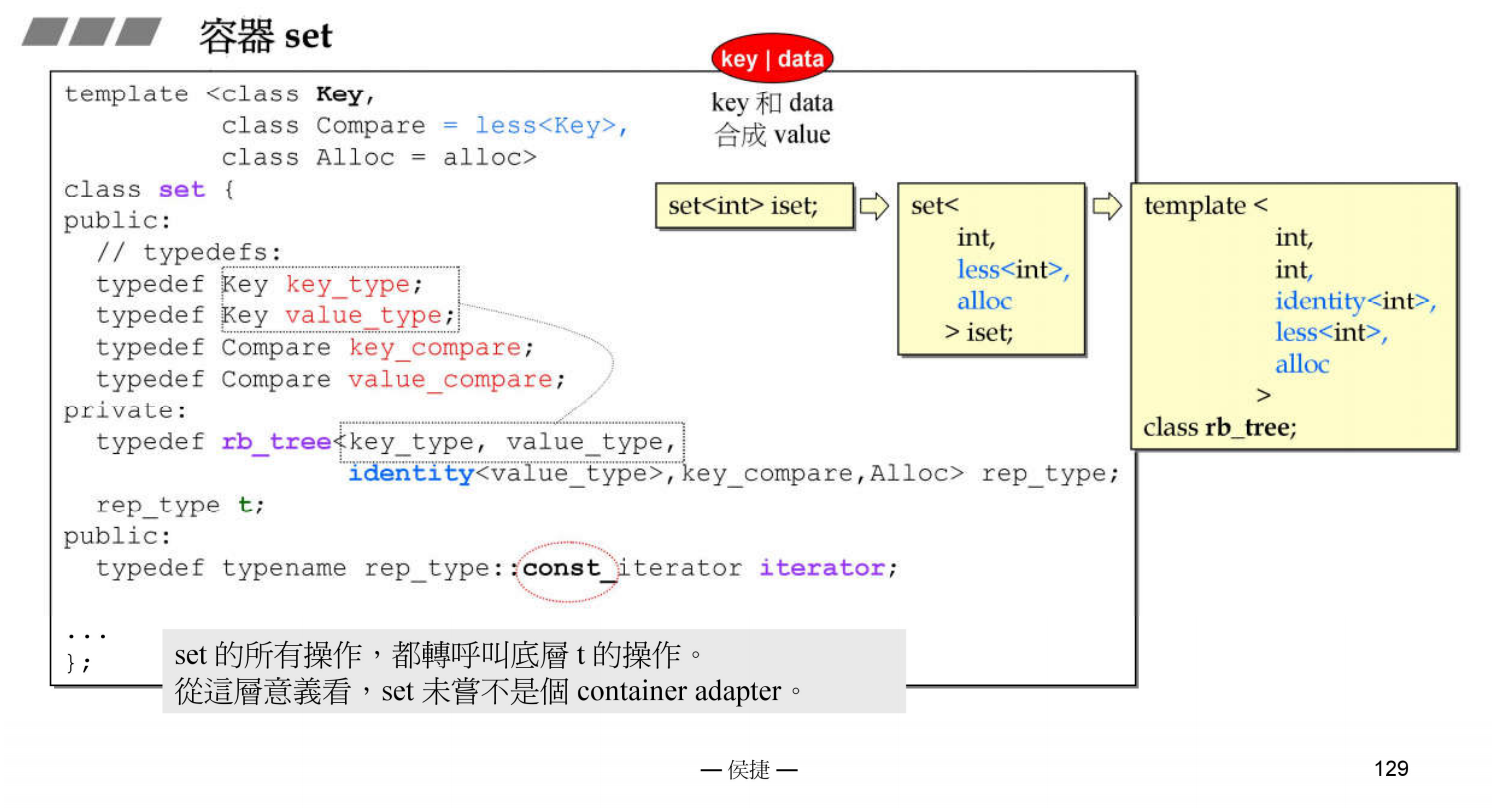 容器 set
key | data
key 和 data
合成 value
template <class Key,
class Compare = less<Key>,
class Alloc = alloc>
class set {
public:
// typedefs:
typedef Key key_type;
typedef Key value_type;
typedef Compare key_compare;
typedef Compare value_compare;
private:
typedef rb_tree<key_type, value_type,
identity<value_type>,key_compare,Alloc> rep_type;
rep_type t;
public:
typedef typename rep_type::const_iterator iterator;
...
};
set<int> iset;
set<
int,
less<int>,
alloc
> iset;
template <
int,
int,
identity<int>,
less<int>,
alloc
>
class rb_tree;
set 的所有操作，都轉呼叫底層 t 的操作。
從這層意義看，set 未嘗不是個 container adapter。
— 侯捷 —
129